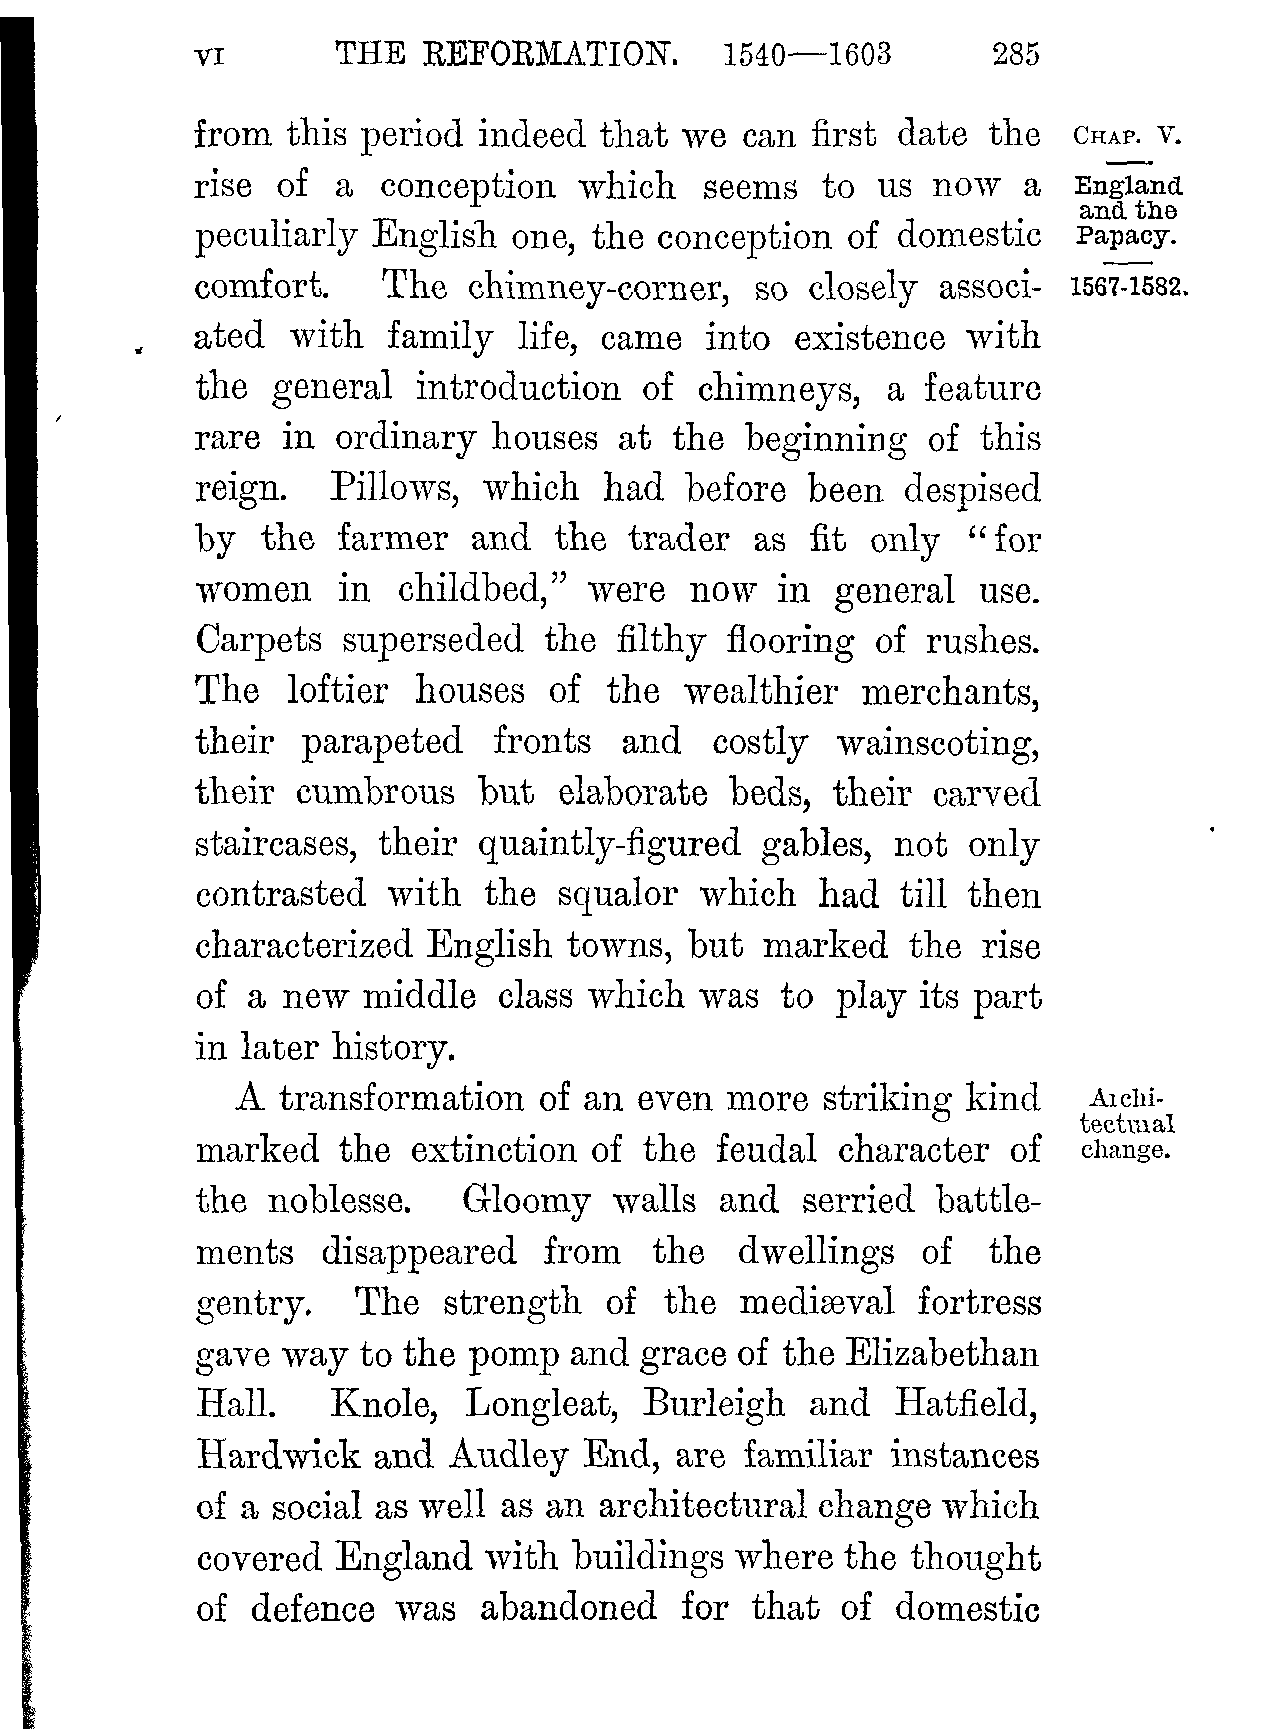 VI THE REFORMATION. 1540—1603 285
from this period indeed that we can first date the
rise of a conception which seems to us now a
peculiarly English one, the conception of domestic
comfort. The chimney-corner, so closely associ-
ated with family life, came into existence with
the general introduction of chimneys, a feature
rare in ordinary houses at the beginning of this
reign. Pillows, which had before been despised
by the farmer and the trader as fit only “for
women in childbed,” were now in general use.
Carpets superseded the filthy flooring of rushes.
The loftier houses of the wealthier merchants,
their parapeted fronts and costly wainscoting,
their cumbrous but elaborate beds, their carved
staircases, their quaintly-figured gables, not only
contrasted with the squalor which had till then
characterized English towns, but marked the rise
of a new middle class which was to play its part
in later history.
A transformation of an even more striking kind
marked the extinction of the feudal character of
the noblesse. Gloomy walls and serried battle-
ments disappeared from the dwellings of the
gentry. The strength of the mediæval fortress
gave way to the pomp and grace of the Elizabethan
Hall. Knole, Longleat, Burleigh and Hatfield,
Hardwick and Audley End, are familiar instances
of a social as well as an architectural change which
covered England with buildings where the thought
of defence was abandoned for that of domestic
CHAP. V.
England
and the
Papacy.
1567-1582.
Archi-
tectural
change.